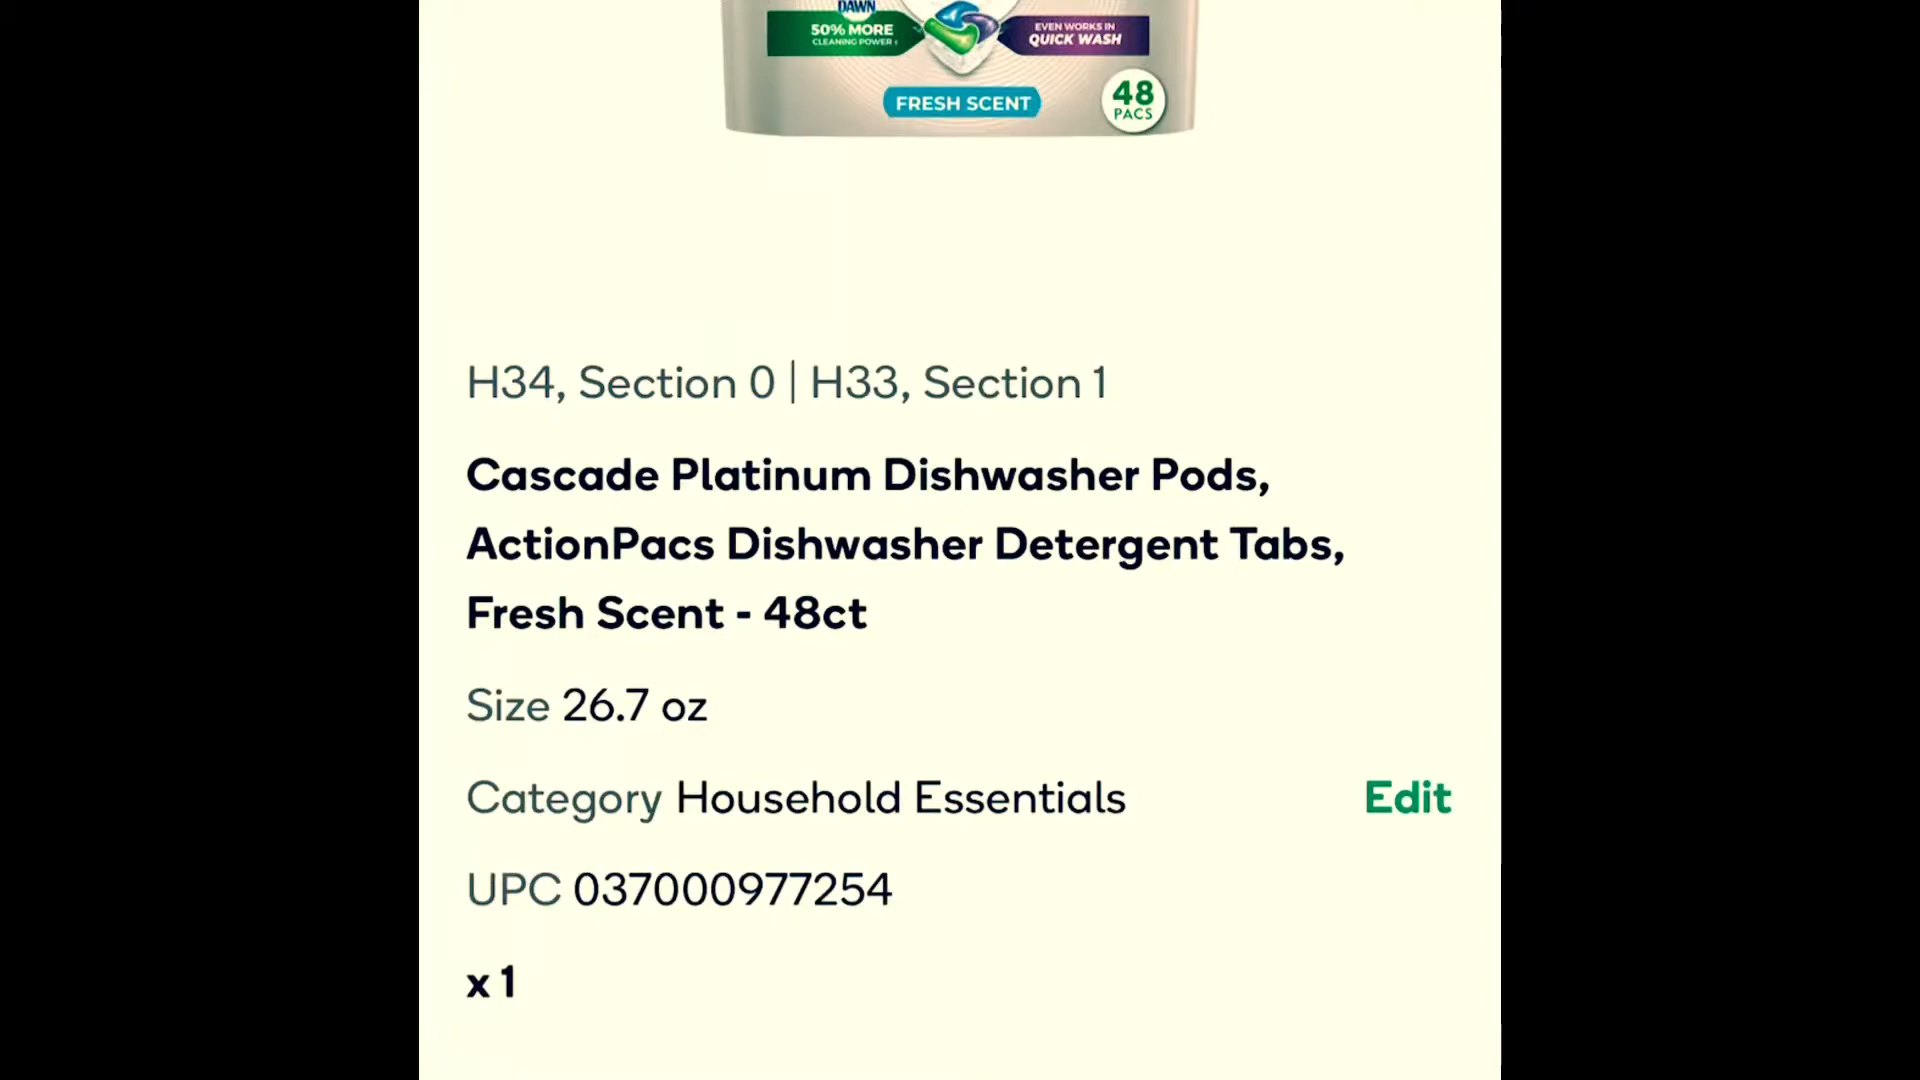 DAWN
50% MORE
CLEANING POWER
EVEN WORKS IN
QUICK WASH
FRESH SCENT
48
PACS
H34, Section 0 | H33, Section 1
Cascade Platinum Dishwasher Pods,
ActionPacs Dishwasher Detergent Tabs,
Fresh Scent - 48ct
Size 26.7 oz
Category Household Essentials
Edit
UPC 037000977254
x 1